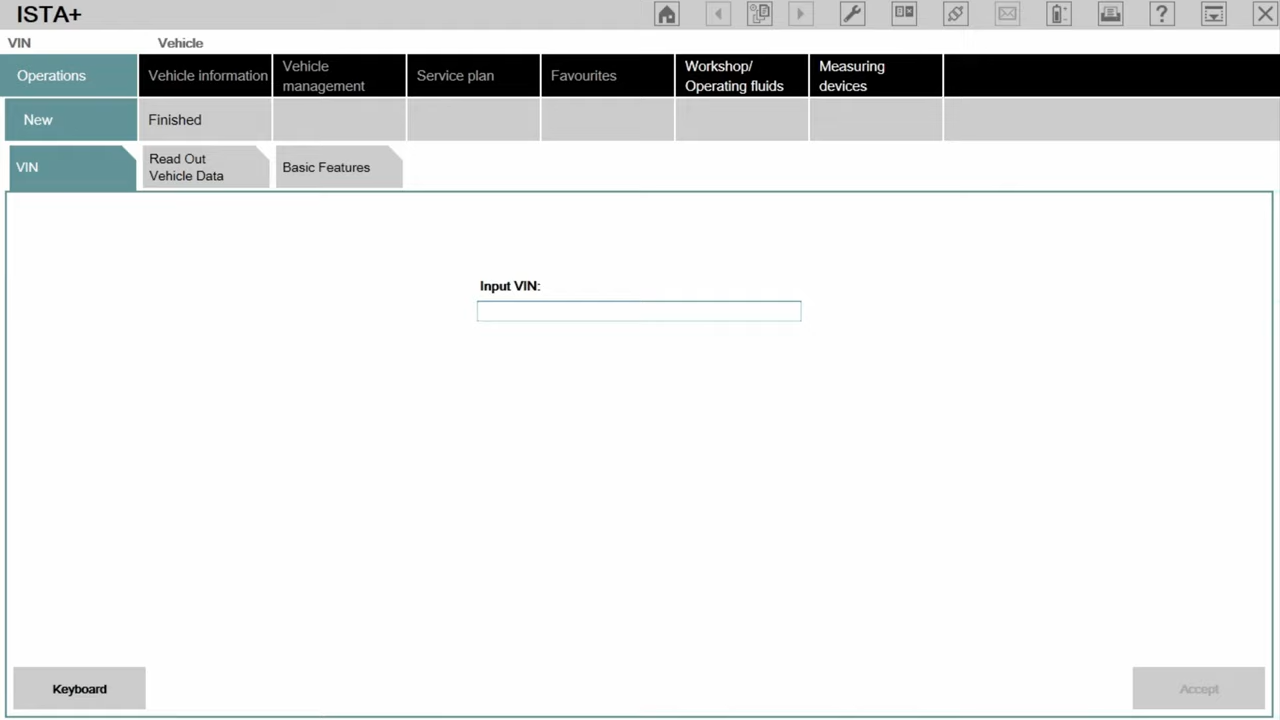 ISTA+
VIN Vehicle
Operations
Vehicle information
Vehicle
management
Service plan
Favourites
Workshop/
Operating fluids
Measuring
devices
New
Finished
VIN
Read Out
Vehicle Data
Basic Features
Input VIN:
Keyboard
Accept